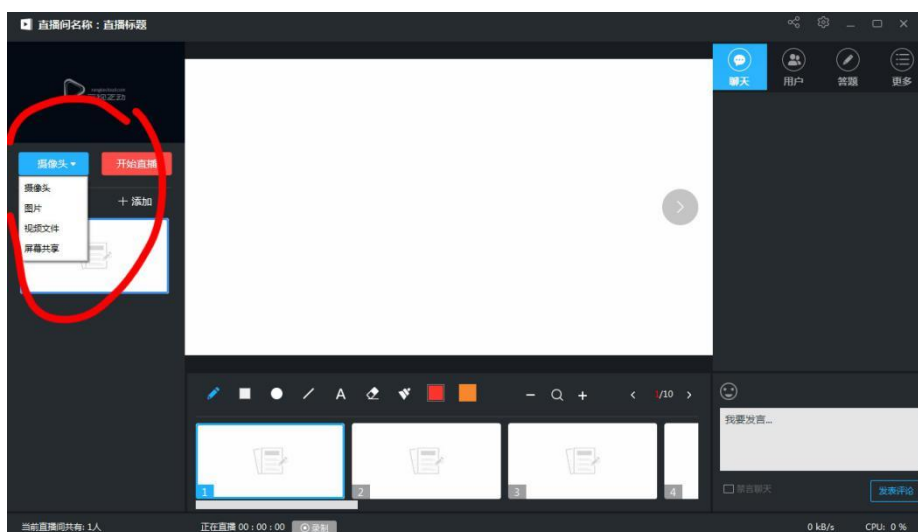 直播间名称：直播标题
聊天
用户
答题
更多
摄像头
开始直播
摄像头
图片
视频文件
屏幕共享
+ 添加
A
/10
1
2
3
4
我要发言...
禁言聊天
发表评论
当前直播间共有: 1人
正在直播 00 : 00 : 00
录制
0 kB/s
CPU: 0 %